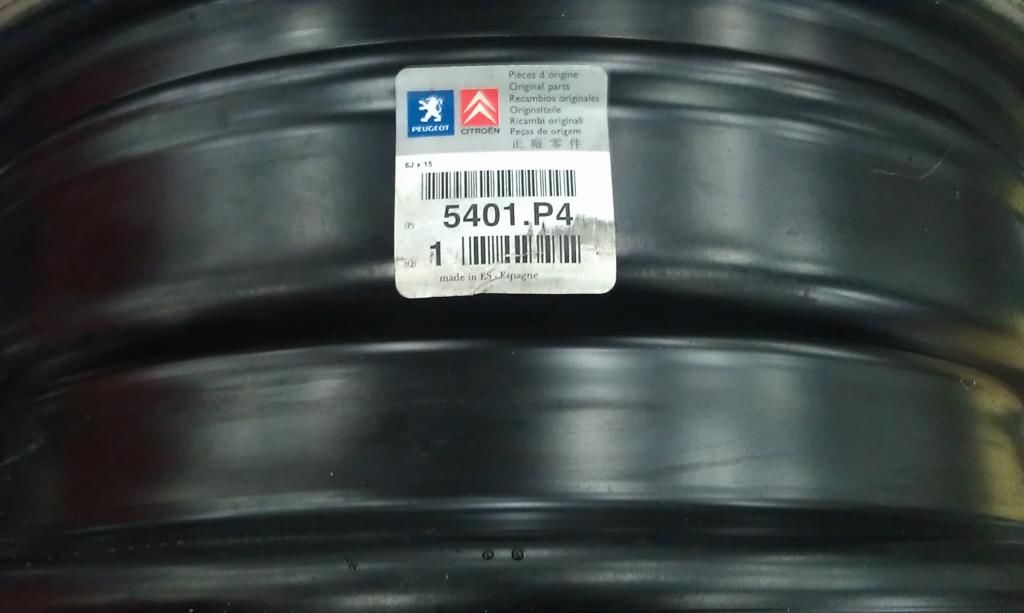 PEUGEOT
CITROËN
Pièces d'origine
Original parts
Recambios originales
Originalteile
Ricambi originali
Peças de origem
正廠零件
6J x 15
(P) 5401.P4
(Q) 1
made in ES - Espagne